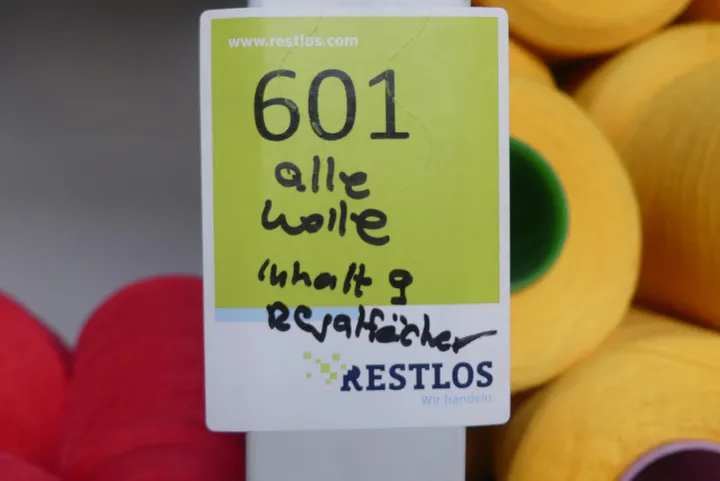 www.restlos.com
601
alle
Wolle
Inhalt 9
Regalfächer
RESTLOS
Wir handeln.